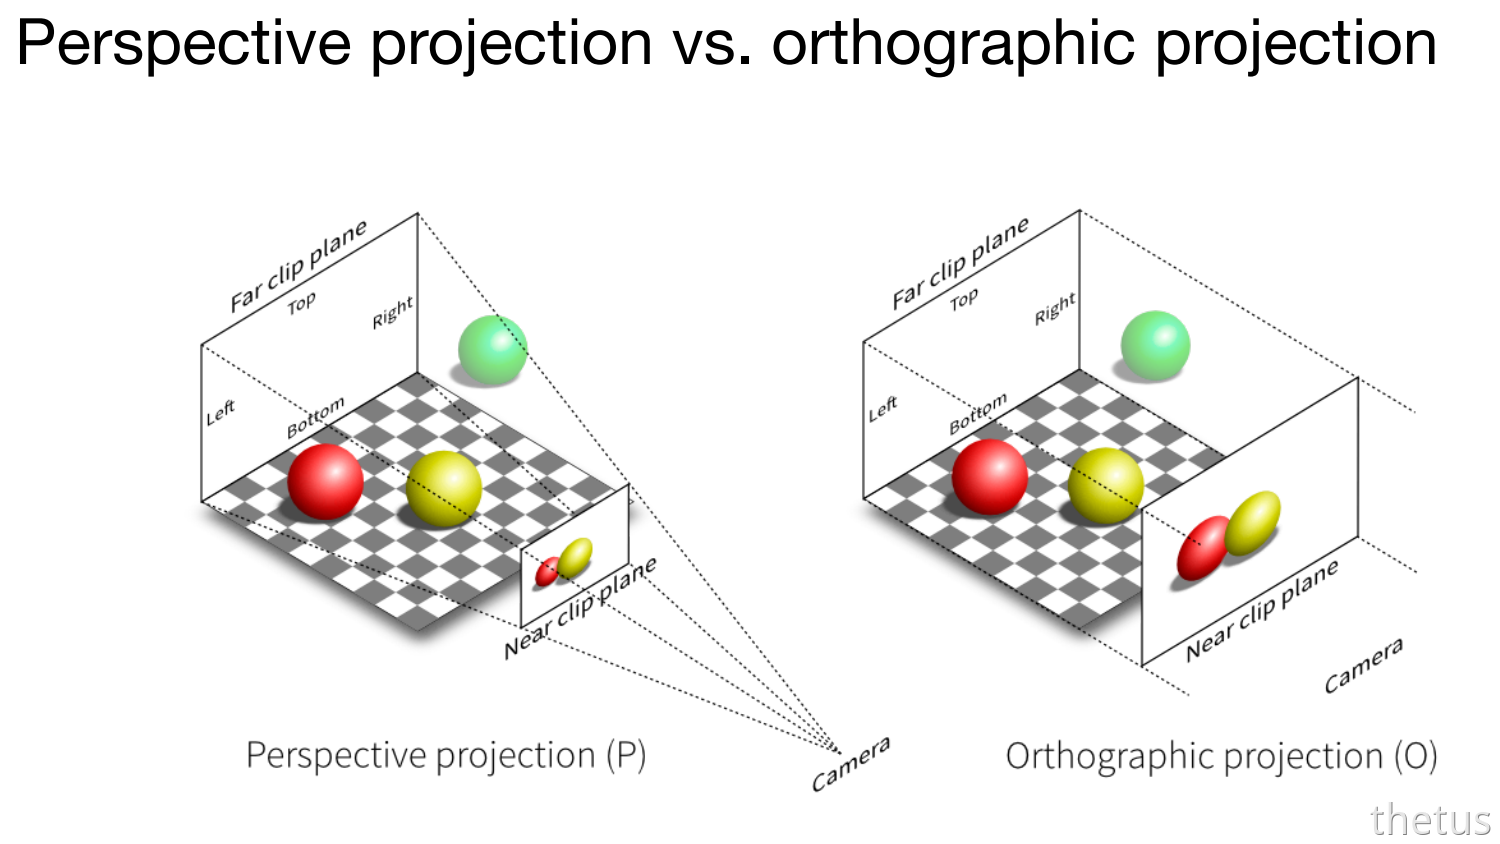 Perspective projection vs. orthographic projection
Far clip plane
Top
Right
Left
Bottom
Near clip plane
Camera
Perspective projection (P)
Far clip plane
Top
Right
Left
Bottom
Near clip plane
Camera
Orthographic projection (O)
thetus